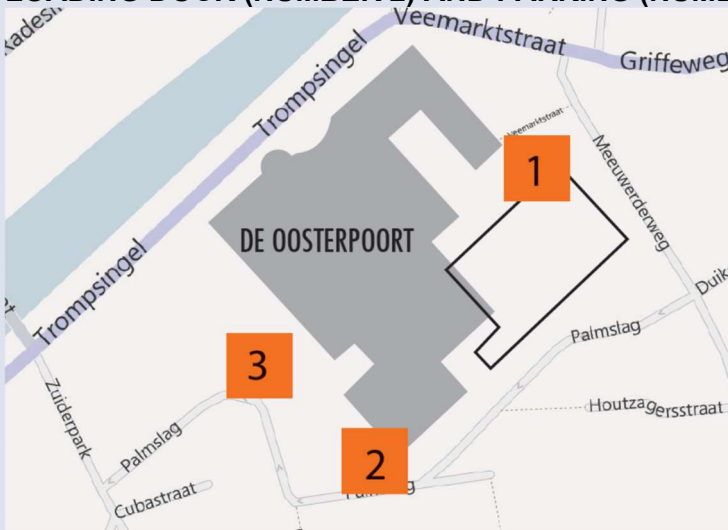 Veemarktstraat
Griffeweg
Trompsingel
Veemarktstraat
1
Meeuwerderweg
DE OOSTERPOORT
Trompsingel
Palmslag
3
Houtzagersstraat
Zuiderpark
Palmslag
2
Cubastraat